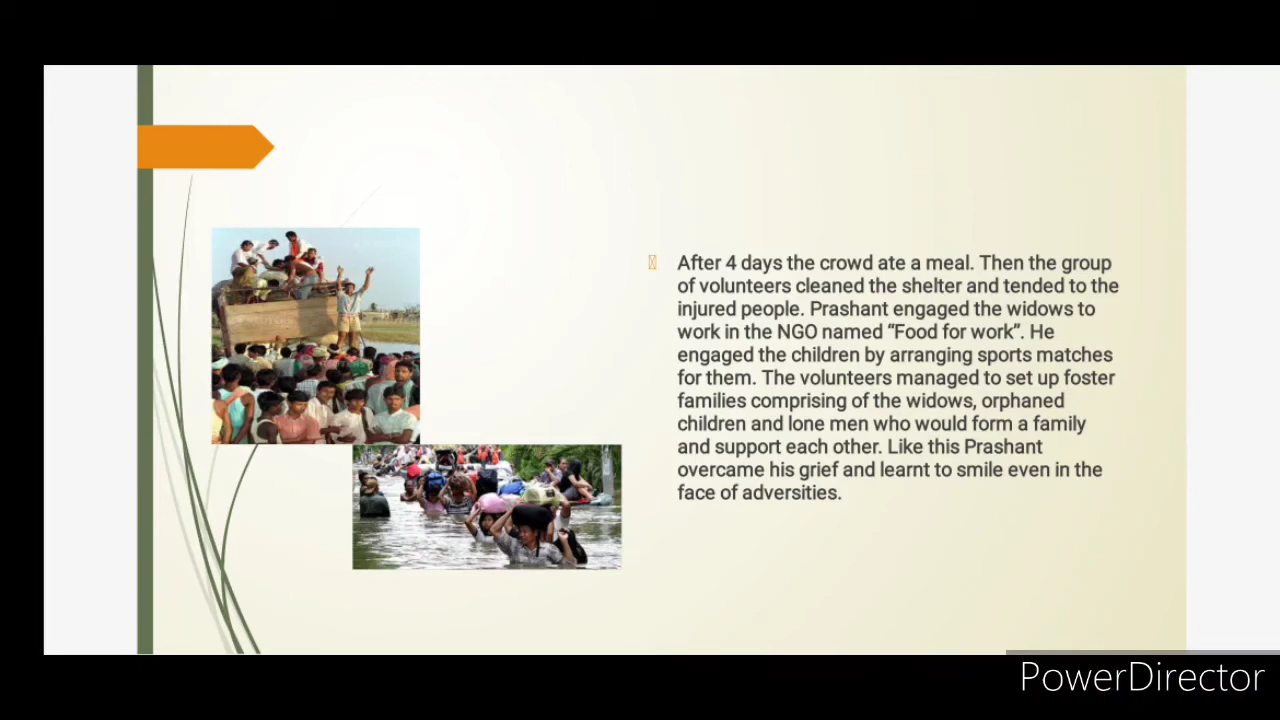 After 4 days the crowd ate a meal. Then the group
of volunteers cleaned the shelter and tended to the
injured people. Prashant engaged the widows to
work in the NGO named “Food for work”. He
engaged the children by arranging sports matches
for them. The volunteers managed to set up foster
families comprising of the widows, orphaned
children and lone men who would form a family
and support each other. Like this Prashant
overcame his grief and learnt to smile even in the
face of adversities.
PowerDirector